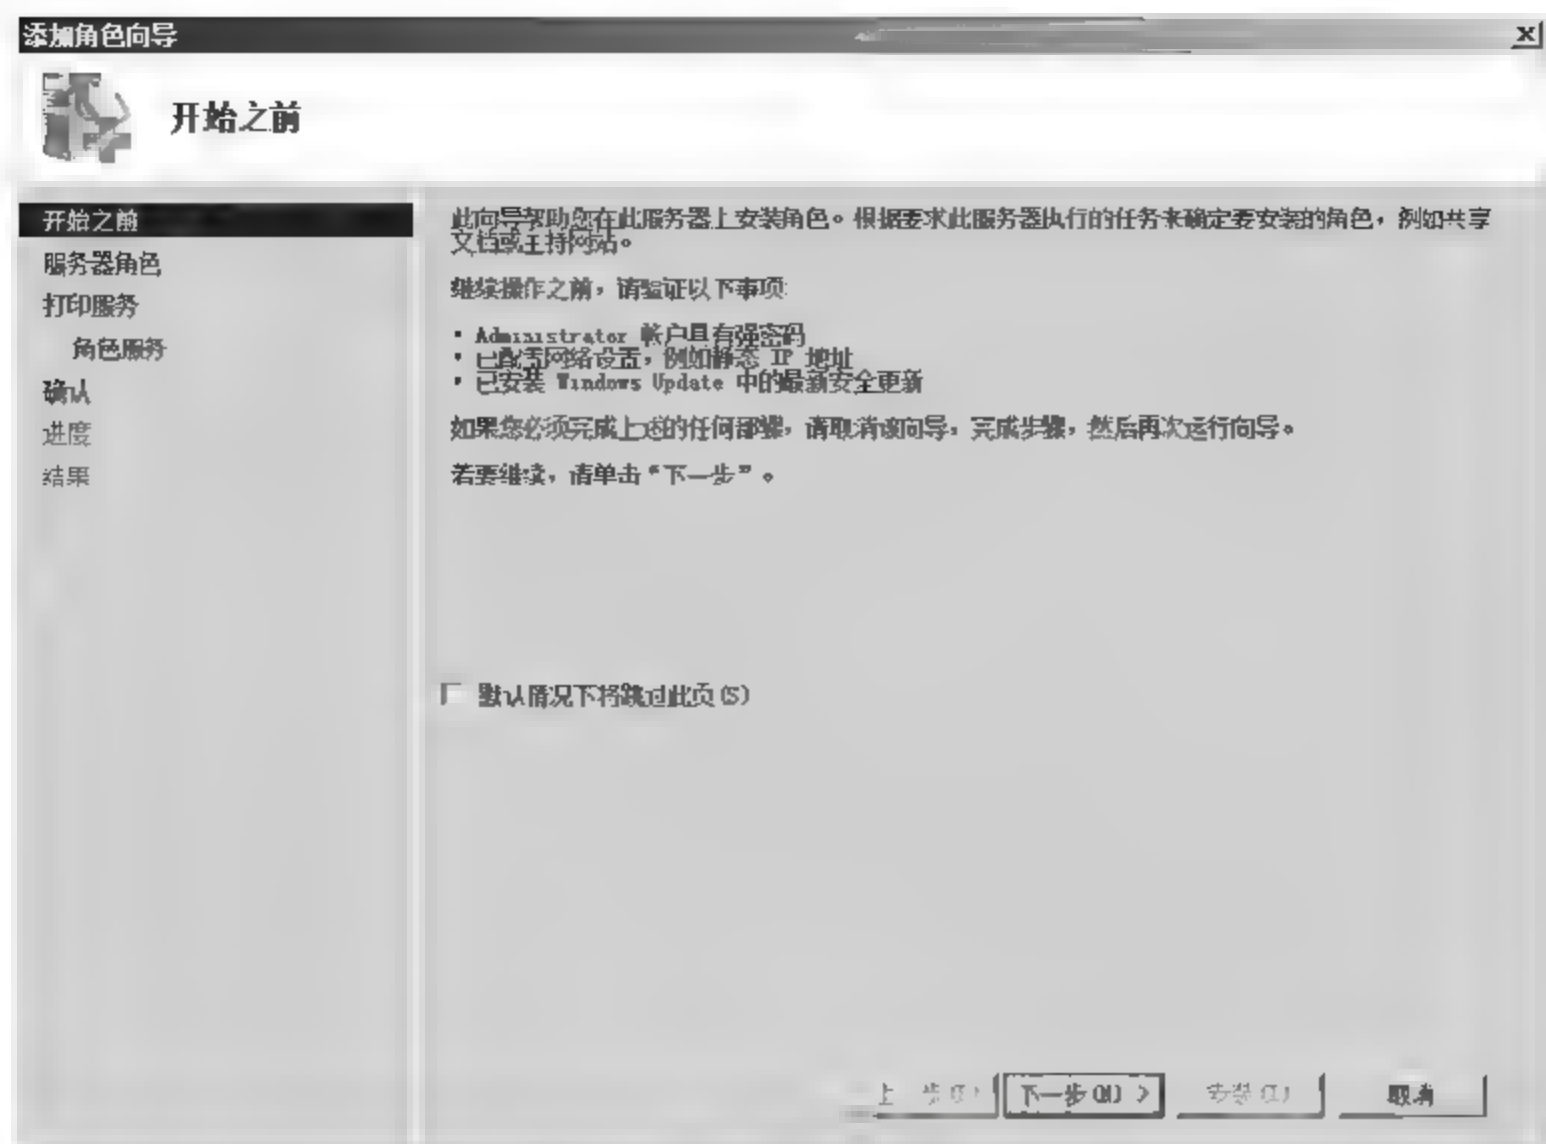 添加角色向导
开始之前
开始之前
服务器角色
打印服务
角色服务
确认
进度
结果
此向导帮助您在此服务器上安装角色。根据要求此服务器执行的任务来确定要安装的角色，例如共享
文档或主持网站。
继续操作之前，请验证以下事项:
· Administrator 帐户具有强密码
· 已配置网络设置，例如静态 IP 地址
· 已安装 Windows Update 中的最新安全更新
如果您必须完成上述的任何部骤，请取消该向导，完成步骤，然后再次运行向导。
若要继续，请单击“下一步”。
默认情况下将跳过此页(S)
上一步(P) 下一步(N) > 安装(I) 取消